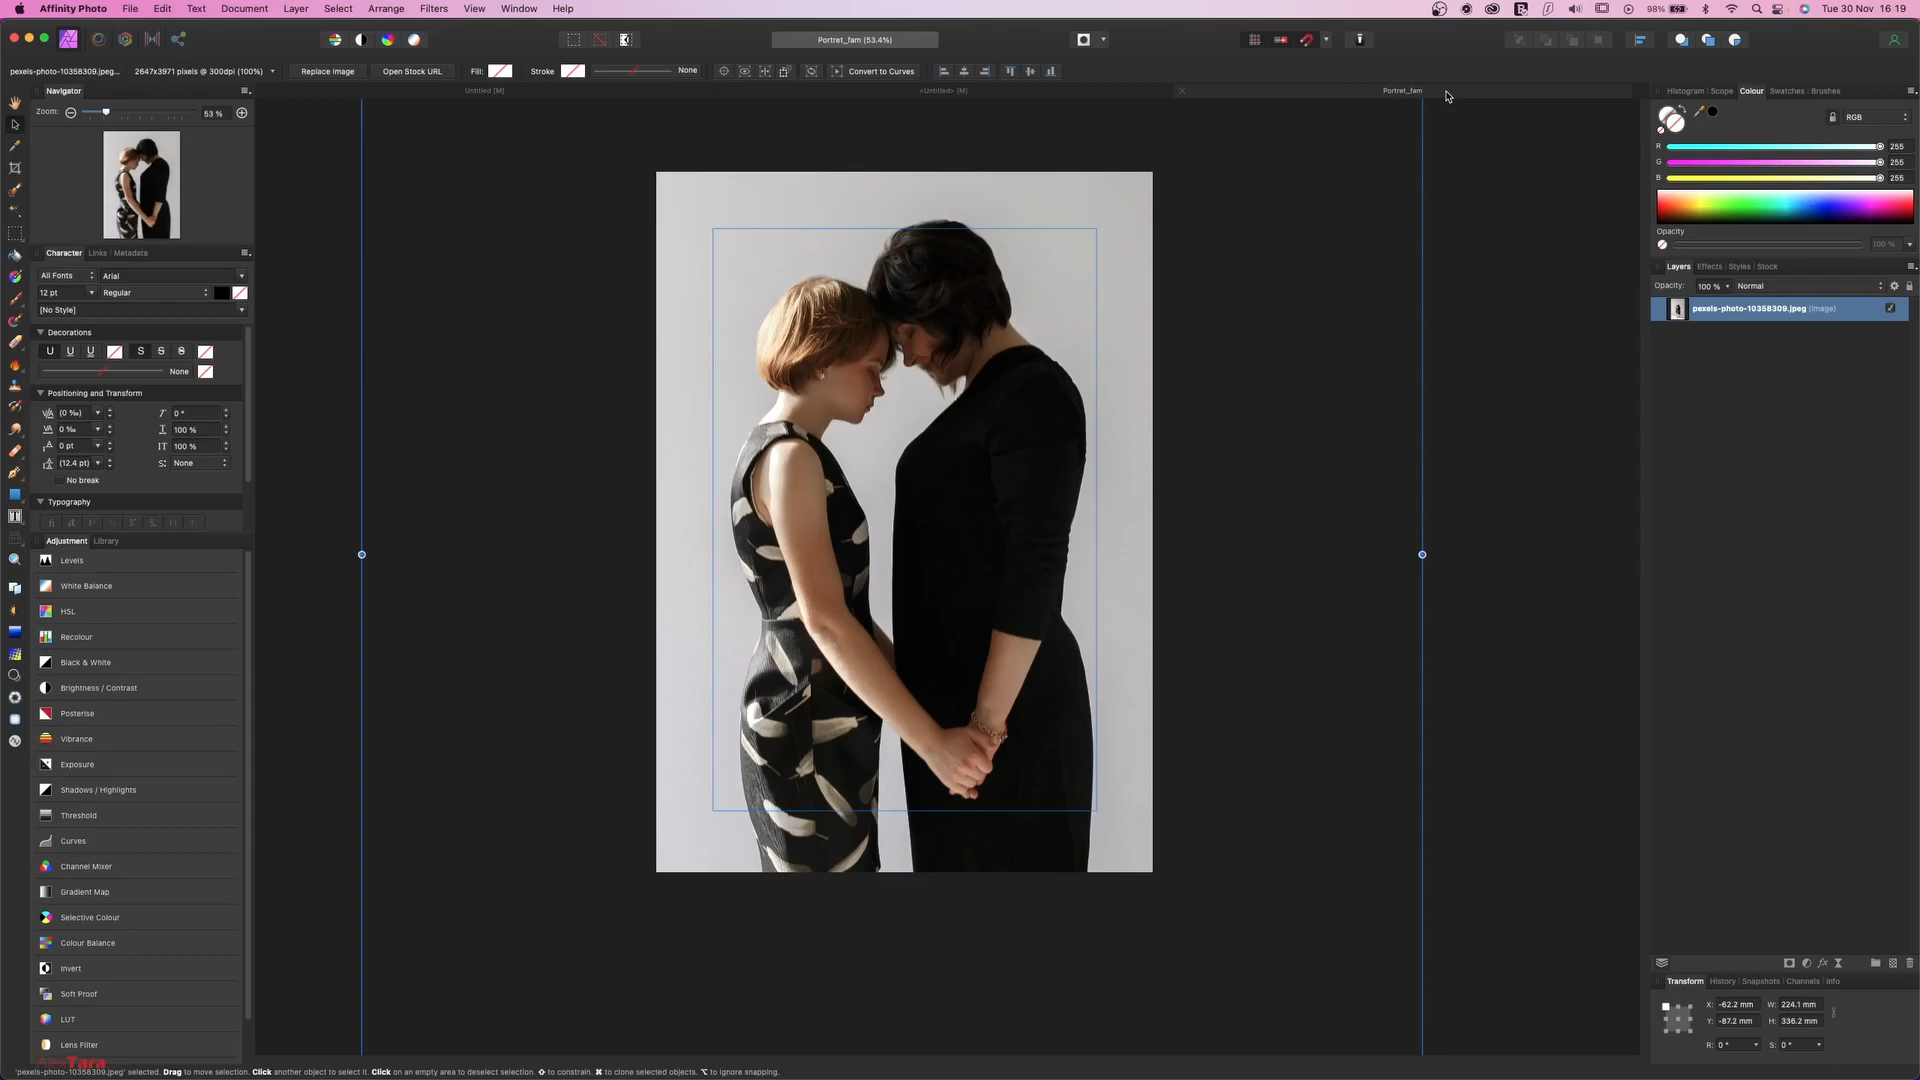 Affinity Photo File Edit Text Document Layer Select Arrange Filters View Window Help 98% Tue 30 Nov 16 19
Portret_fam (53.4%)
pexels-photo-10358309.jpeg... 2647x3971 pixels @ 300dpi (100%) Replace Image Open Stock URL Fill: Stroke None Convert to Curves
Navigator
Untitled [M] <Untitled> [M] Portret_fam
Histogram Scope Colour Swatches Brushes
Zoom: 53 %
RGB
R 255
G 255
B 255
Opacity
100 %
Character Links Metadata
Layers Effects Styles Stock
All Fonts Arial
Opacity: 100 % Normal
12 pt Regular
[No Style]
pexels-photo-10358309.jpeg (Image)
Decorations
U U U S S S
None
Positioning and Transform
(0 ‰) 0 °
0 ‰ 100 %
0 pt 100 %
(12.4 pt) S: None
No break
Typography
Adjustment Library
Levels
White Balance
HSL
Recolour
Black & White
Brightness / Contrast
Posterise
Vibrance
Exposure
Shadows / Highlights
Threshold
Curves
Channel Mixer
Gradient Map
Selective Colour
Colour Balance
Invert
Soft Proof
LUT
Lens Filter
Transform History Snapshots Channels Info
X: -62.2 mm W: 224.1 mm
Y: -87.2 mm H: 336.2 mm
R: 0 ° S: 0 °
'pexels-photo-10358309.jpeg' selected. Drag to move selection. Click another object to select it. Click on an empty area to deselect selection. ⇧ to constrain. ⌘ to clone selected objects. ⌥ to ignore snapping.